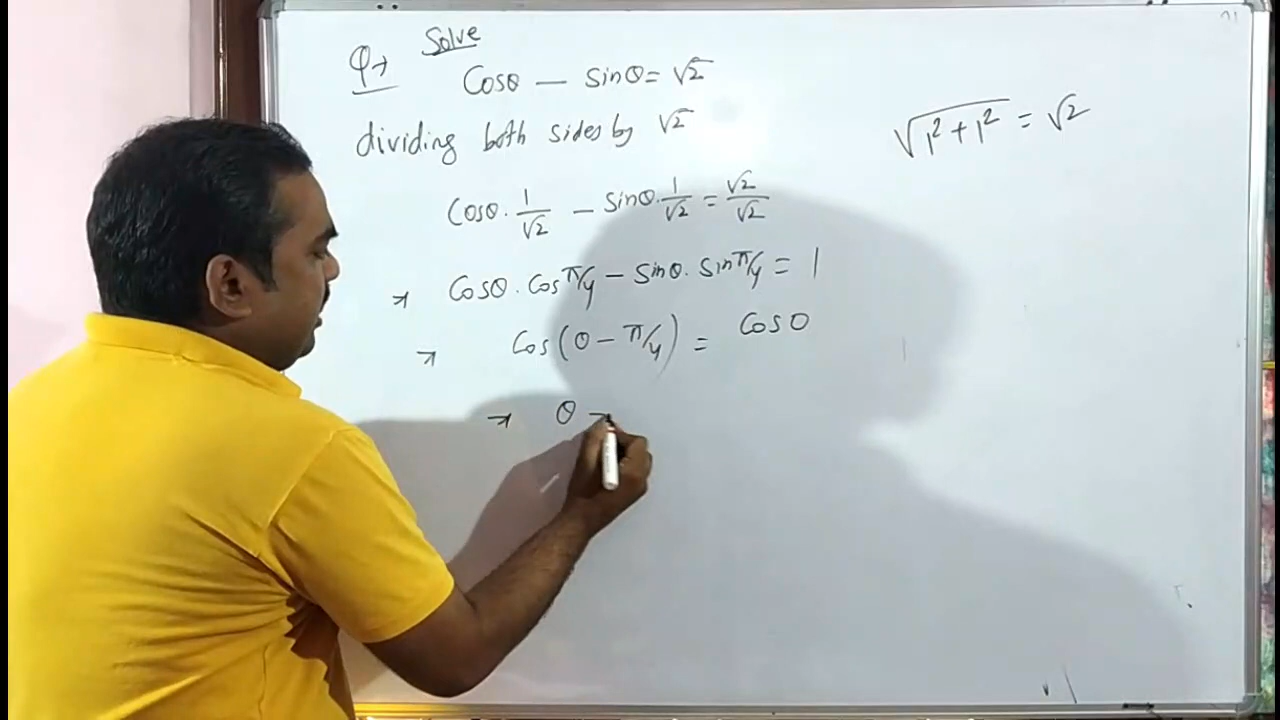 Solve
Q→ Cosθ — sinθ = √2
dividing both sides by √2
√1² + 1² = √2
Cosθ. 1/√2 – sinθ. 1/√2 = √2/√2
⇒ Cosθ. Cos π/4 – sinθ. sin π/4 = 1
⇒ Cos(θ – π/4) = Cos 0
⇒ θ –